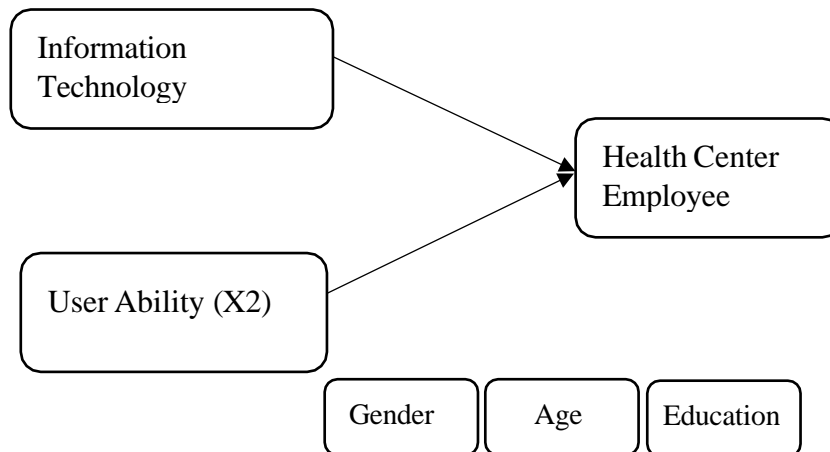 Information
Technology
Health Center
Employee
User Ability (X2)
Gender
Age
Education